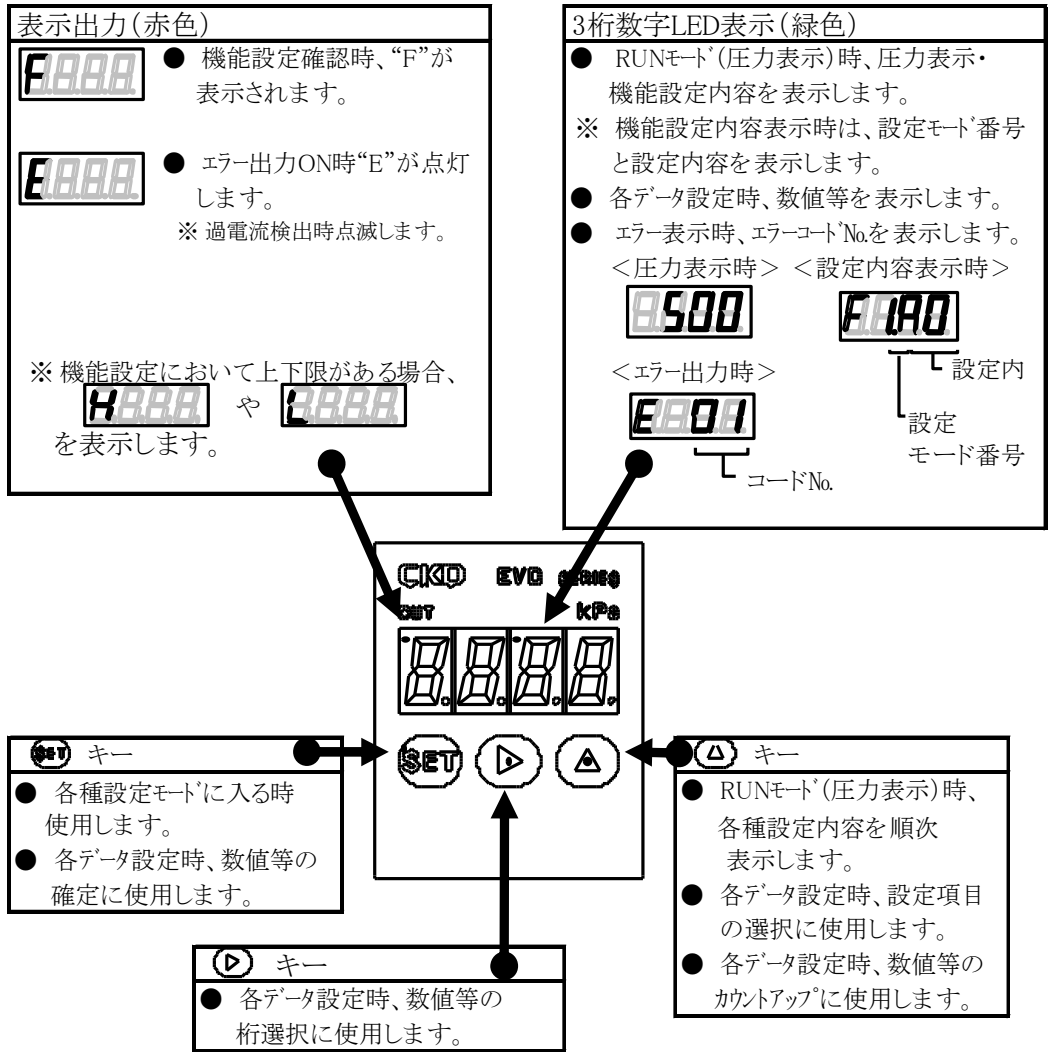 表示出力(赤色)
F.8.8.8.
● 機能設定確認時、“F”が
表示されます。
E.8.8.8.
● エラー出力ON時“E”が点灯
します。
※ 過電流検出時点滅します。
※ 機能設定において上下限がある場合、
H や L
を表示します。
3桁数字LED表示(緑色)
● RUNモード(圧力表示)時、圧力表示・
機能設定内容を表示します。
※ 機能設定内容表示時は、設定モード番号
と設定内容を表示します。
● 各データ設定時、数値等を表示します。
● エラー表示時、エラーコード№を表示します。
<圧力表示時> <設定内容表示時>
500 F1.A0
設定内
<エラー出力時>
E 01
設定
モード番号
コード№
CKD EVD SERIES
OUT kPa
8.8.8.8.
SET
SET キー
● 各種設定モードに入る時
使用します。
● 各データ設定時、数値等の
確定に使用します。
▷ キー
● 各データ設定時、数値等の
桁選択に使用します。
△ キー
● RUNモード(圧力表示)時、
各種設定内容を順次
表示します。
● 各データ設定時、設定項目
の選択に使用します。
● 各データ設定時、数値等の
カウントアップに使用します。